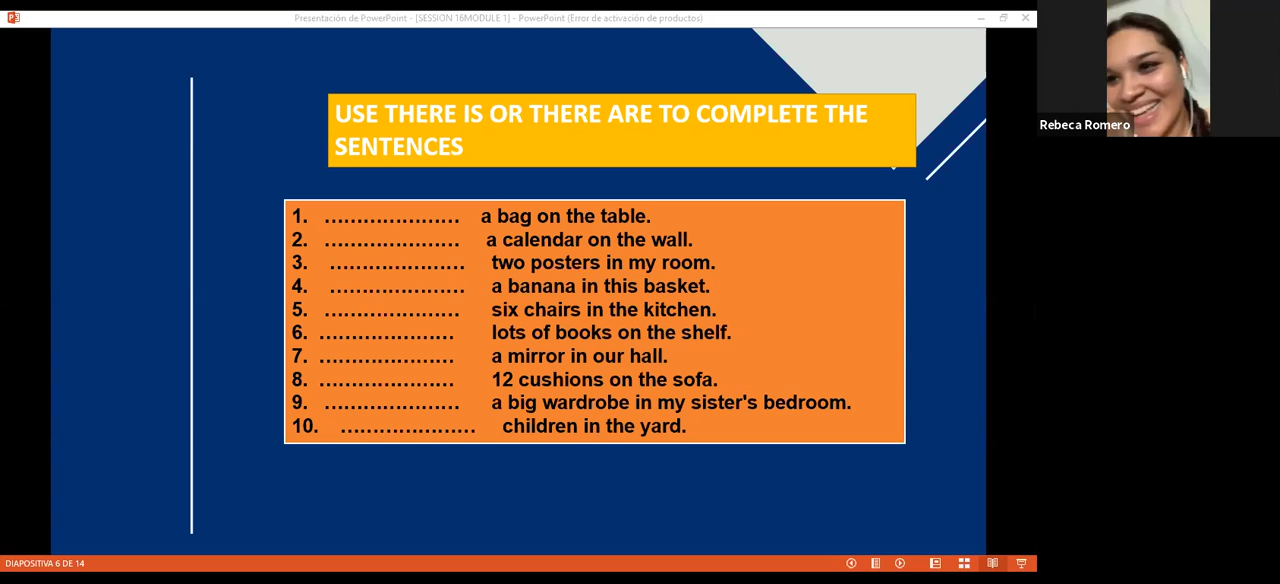 Presentación de PowerPoint - [SESSION 16MODULE 1] - PowerPoint (Error de activación de productos)
Rebeca Romero
USE THERE IS OR THERE ARE TO COMPLETE THE
SENTENCES
1. ………………… a bag on the table.
2. ………………… a calendar on the wall.
3. ………………… two posters in my room.
4. ………………… a banana in this basket.
5. ………………… six chairs in the kitchen.
6. ………………… lots of books on the shelf.
7. ………………… a mirror in our hall.
8. ………………… 12 cushions on the sofa.
9. ………………… a big wardrobe in my sister's bedroom.
10. ………………… children in the yard.
DIAPOSITIVA 6 DE 14